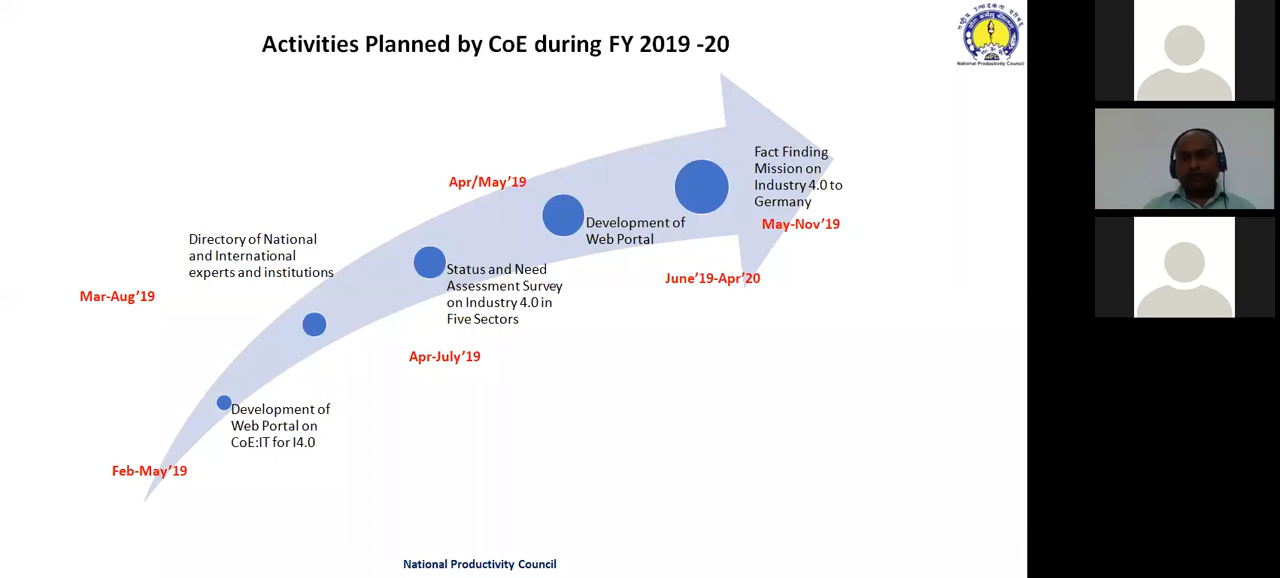 Activities Planned by CoE during FY 2019 -20
National Productivity Council
Fact Finding
Mission on
Industry 4.0 to
Germany
May-Nov’19
Apr/May’19
Development of
Web Portal
June’19-Apr’20
Directory of National
and International
experts and institutions
Mar-Aug’19
Status and Need
Assessment Survey
on Industry 4.0 in
Five Sectors
Apr-July’19
Development of
Web Portal on
CoE:IT for I4.0
Feb-May’19
National Productivity Council